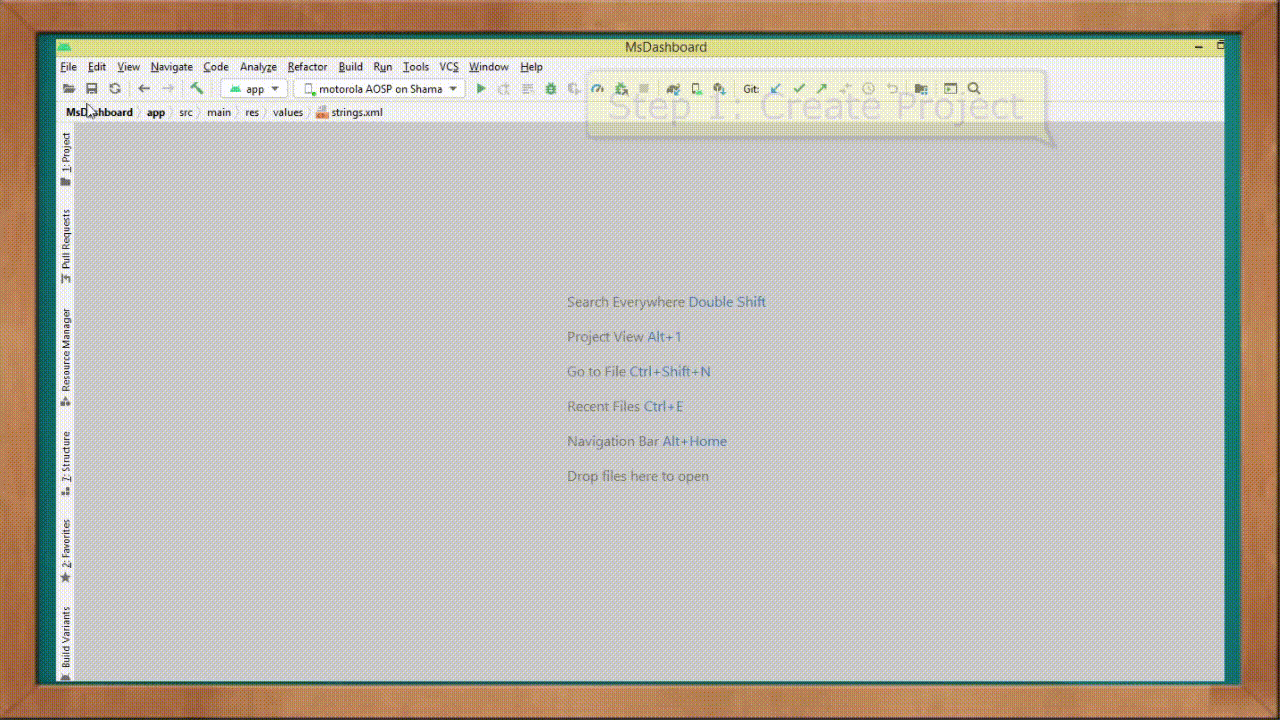 MsDashboard
File Edit View Navigate Code Analyze Refactor Build Run Tools VCS Window Help
app motorola AOSP on Shama Git:
Step 1: Create Project
MsDashboard app src main res values strings.xml
1: Project
Pull Requests
Resource Manager
7: Structure
2: Favorites
Build Variants
Search Everywhere Double Shift
Project View Alt+1
Go to File Ctrl+Shift+N
Recent Files Ctrl+E
Navigation Bar Alt+Home
Drop files here to open